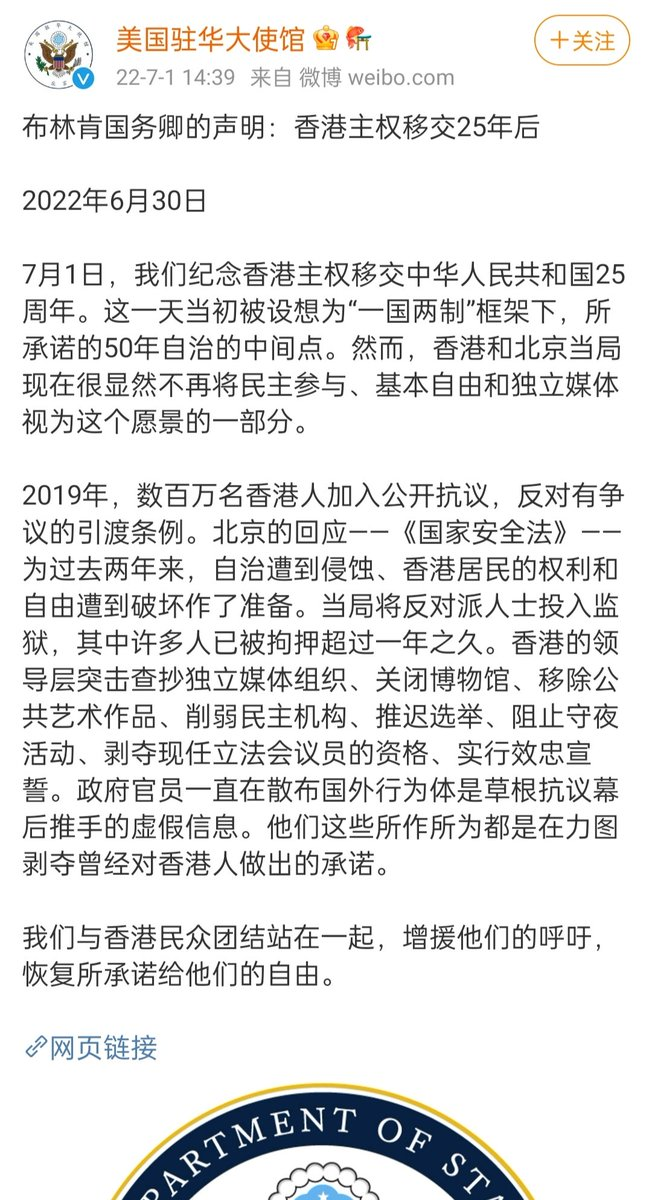 美国驻华大使馆
+关注
22-7-1 14:39 来自 微博 weibo.com
布林肯国务卿的声明：香港主权移交25年后
2022年6月30日
7月1日，我们纪念香港主权移交中华人民共和国25
周年。这一天当初被设想为“一国两制”框架下，所
承诺的50年自治的中间点。然而，香港和北京当局
现在很显然不再将民主参与、基本自由和独立媒体
视为这个愿景的一部分。
2019年，数百万名香港人加入公开抗议，反对有争
议的引渡条例。北京的回应——《国家安全法》——
为过去两年来，自治遭到侵蚀、香港居民的权利和
自由遭到破坏作了准备。当局将反对派人士投入监
狱，其中许多人已被拘押超过一年之久。香港的领
导层突击查抄独立媒体组织、关闭博物馆、移除公
共艺术作品、削弱民主机构、推迟选举、阻止守夜
活动、剥夺现任立法会议员的资格、实行效忠宣
誓。政府官员一直在散布国外行为体是草根抗议幕
后推手的虚假信息。他们这些所作所为都是在力图
剥夺曾经对香港人做出的承诺。
我们与香港民众团结站在一起，增援他们的呼吁，
恢复所承诺给他们的自由。
网页链接
PARTMENT OF STA